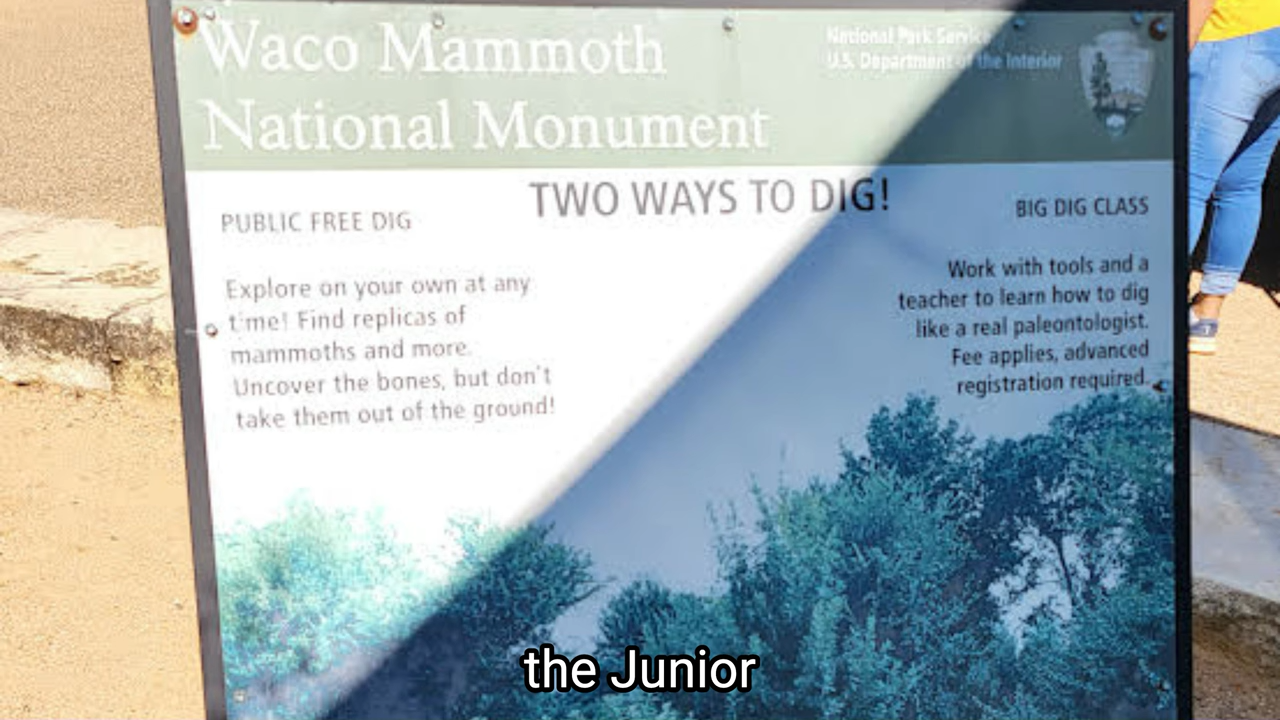 Waco Mammoth
National Monument
National Park Service
U.S. Department of the Interior
TWO WAYS TO DIG!
PUBLIC FREE DIG
Explore on your own at any
time! Find replicas of
mammoths and more.
Uncover the bones, but don't
take them out of the ground!
BIG DIG CLASS
Work with tools and a
teacher to learn how to dig
like a real paleontologist.
Fee applies, advanced
registration required.
the Junior